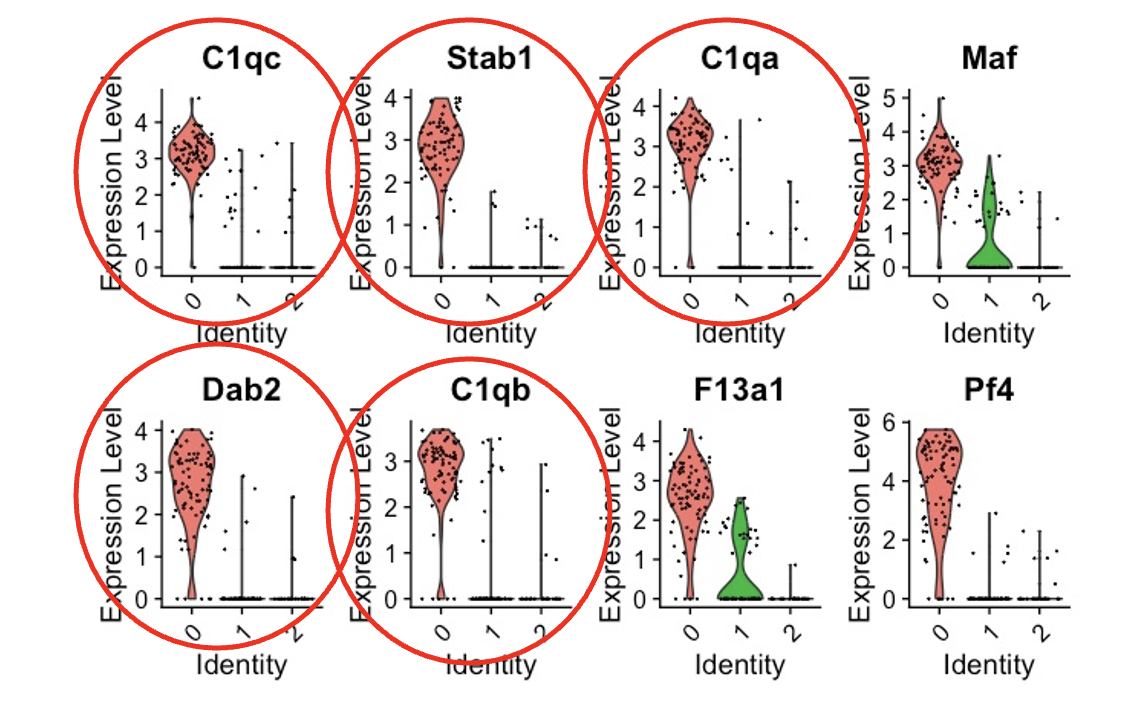 C1qc Stab1 C1qa Maf
Expression Level Expression Level Expression Level Expression Level
4 4 4 5
3 3 3 4
2 2 2 3
1 1 1 2
0 0 0 1
0
0 1 2 0 1 2 0 1 2 0 1 2
Identity Identity Identity Identity
Dab2 C1qb F13a1 Pf4
Expression Level Expression Level Expression Level Expression Level
4 3 4 6
3 2 3 4
2 1 2 2
1 0 1 0
0 0
0 1 2 0 1 2 0 1 2 0 1 2
Identity Identity Identity Identity